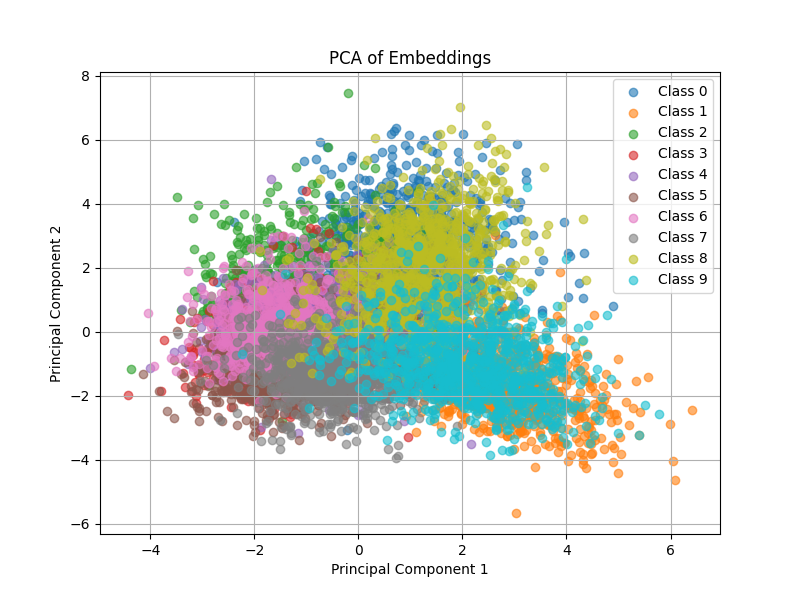 PCA of Embeddings
8
6
4
2
0
−2
−4
−6
Principal Component 2
−4
−2
0
2
4
6
Principal Component 1
Class 0
Class 1
Class 2
Class 3
Class 4
Class 5
Class 6
Class 7
Class 8
Class 9